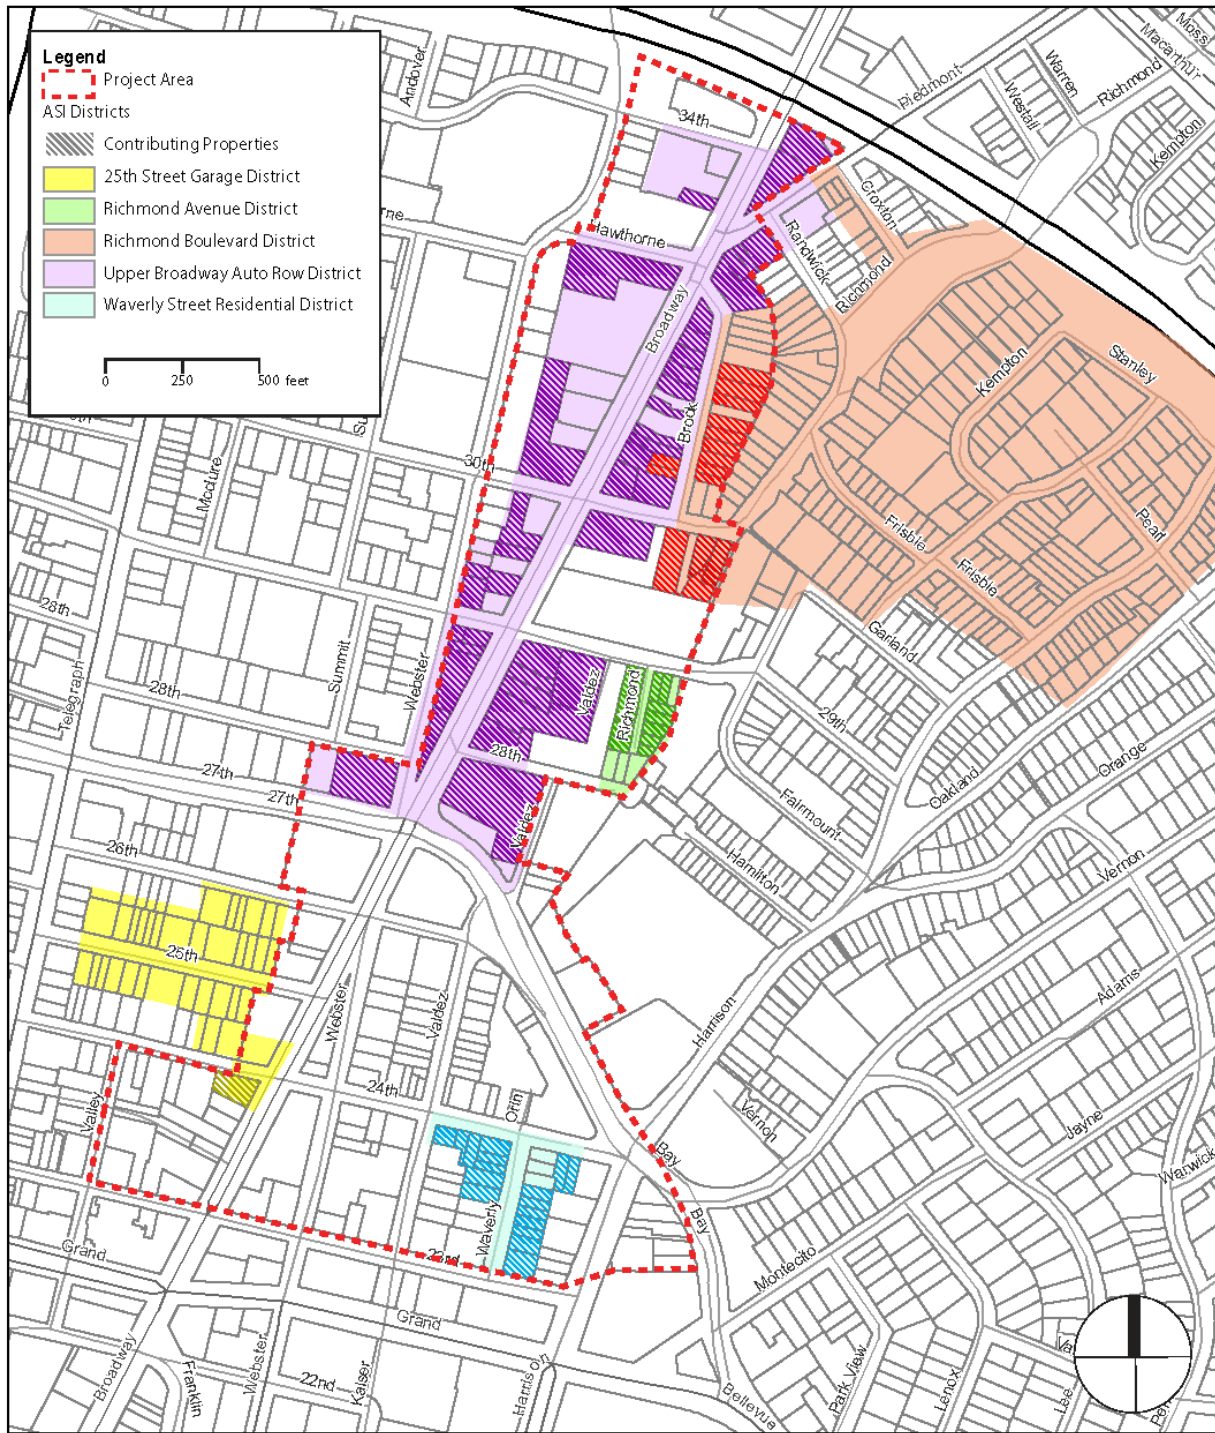 Legend
Project Area
ASI Districts
Contributing Properties
25th Street Garage District
Richmond Avenue District
Richmond Boulevard District
Upper Broadway Auto Row District
Waverly Street Residential District
0 250 500 feet
Andover
34th
Piedmont
Warren
Westall
Moss
Macarthur
Richmond
Kempton
Croxton
Randwick
Hawthorne
Richmond
Broadway
Kempton
Stanley
Brook
30th
Mcclure
Frisbie
Pearl
Frisbie
28th
Garland
Telegraph
28th
Summit
Webster
Valdez
Richmond
29th
28th
27th
27th
Orange
Oakland
Fairmount
Valdez
26th
Hamilton
Vernon
25th
Adams
Webster
Valdez
Harrison
24th
Orin
Valley
Vernon
Jayne
Bay
Warwick
Waverly
23rd
Bay
Grand
Montecito
Grand
Broadway
Webster
Franklin
22nd
Kaiser
Harrison
Bellevue
Park View
Lenox
Lee